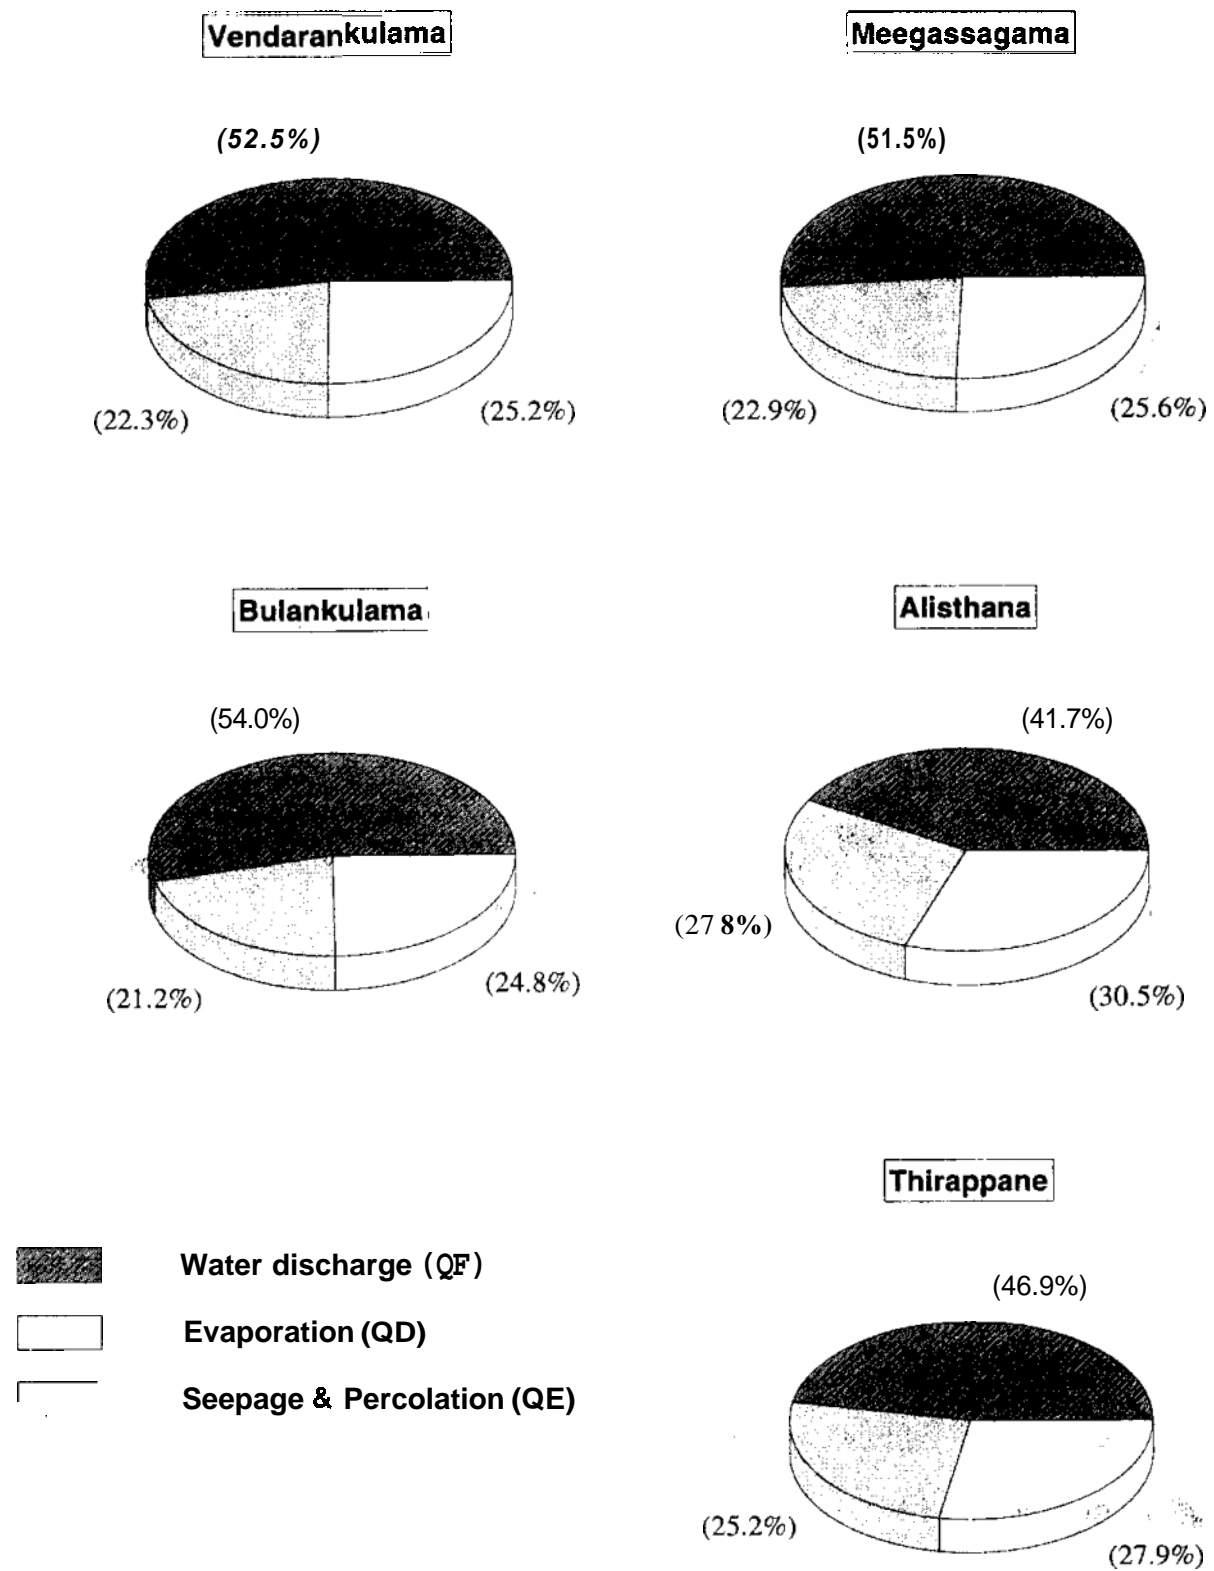 Vendarankulama
Meegassagama
(52.5%)
(51.5%)
(22.3%)
(25.2%)
(22.9%)
(25.6%)
Bulankulama
Alisthana
(54.0%)
(41.7%)
(21.2%)
(24.8%)
(27 8%)
(30.5%)
Thirappane
Water discharge (QF)
(46.9%)
Evaporation (QD)
Seepage & Percolation (QE)
(25.2%)
(27.9%)